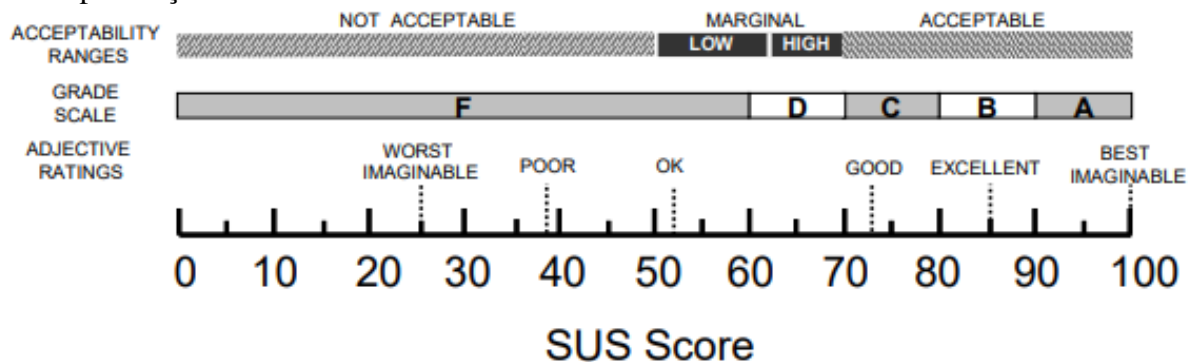 NOT ACCEPTABLE MARGINAL ACCEPTABLE
ACCEPTABILITY RANGES
LOW HIGH
GRADE SCALE
F D C B A
ADJECTIVE RATINGS
WORST IMAGINABLE POOR OK GOOD EXCELLENT BEST IMAGINABLE
0 10 20 30 40 50 60 70 80 90 100
SUS Score